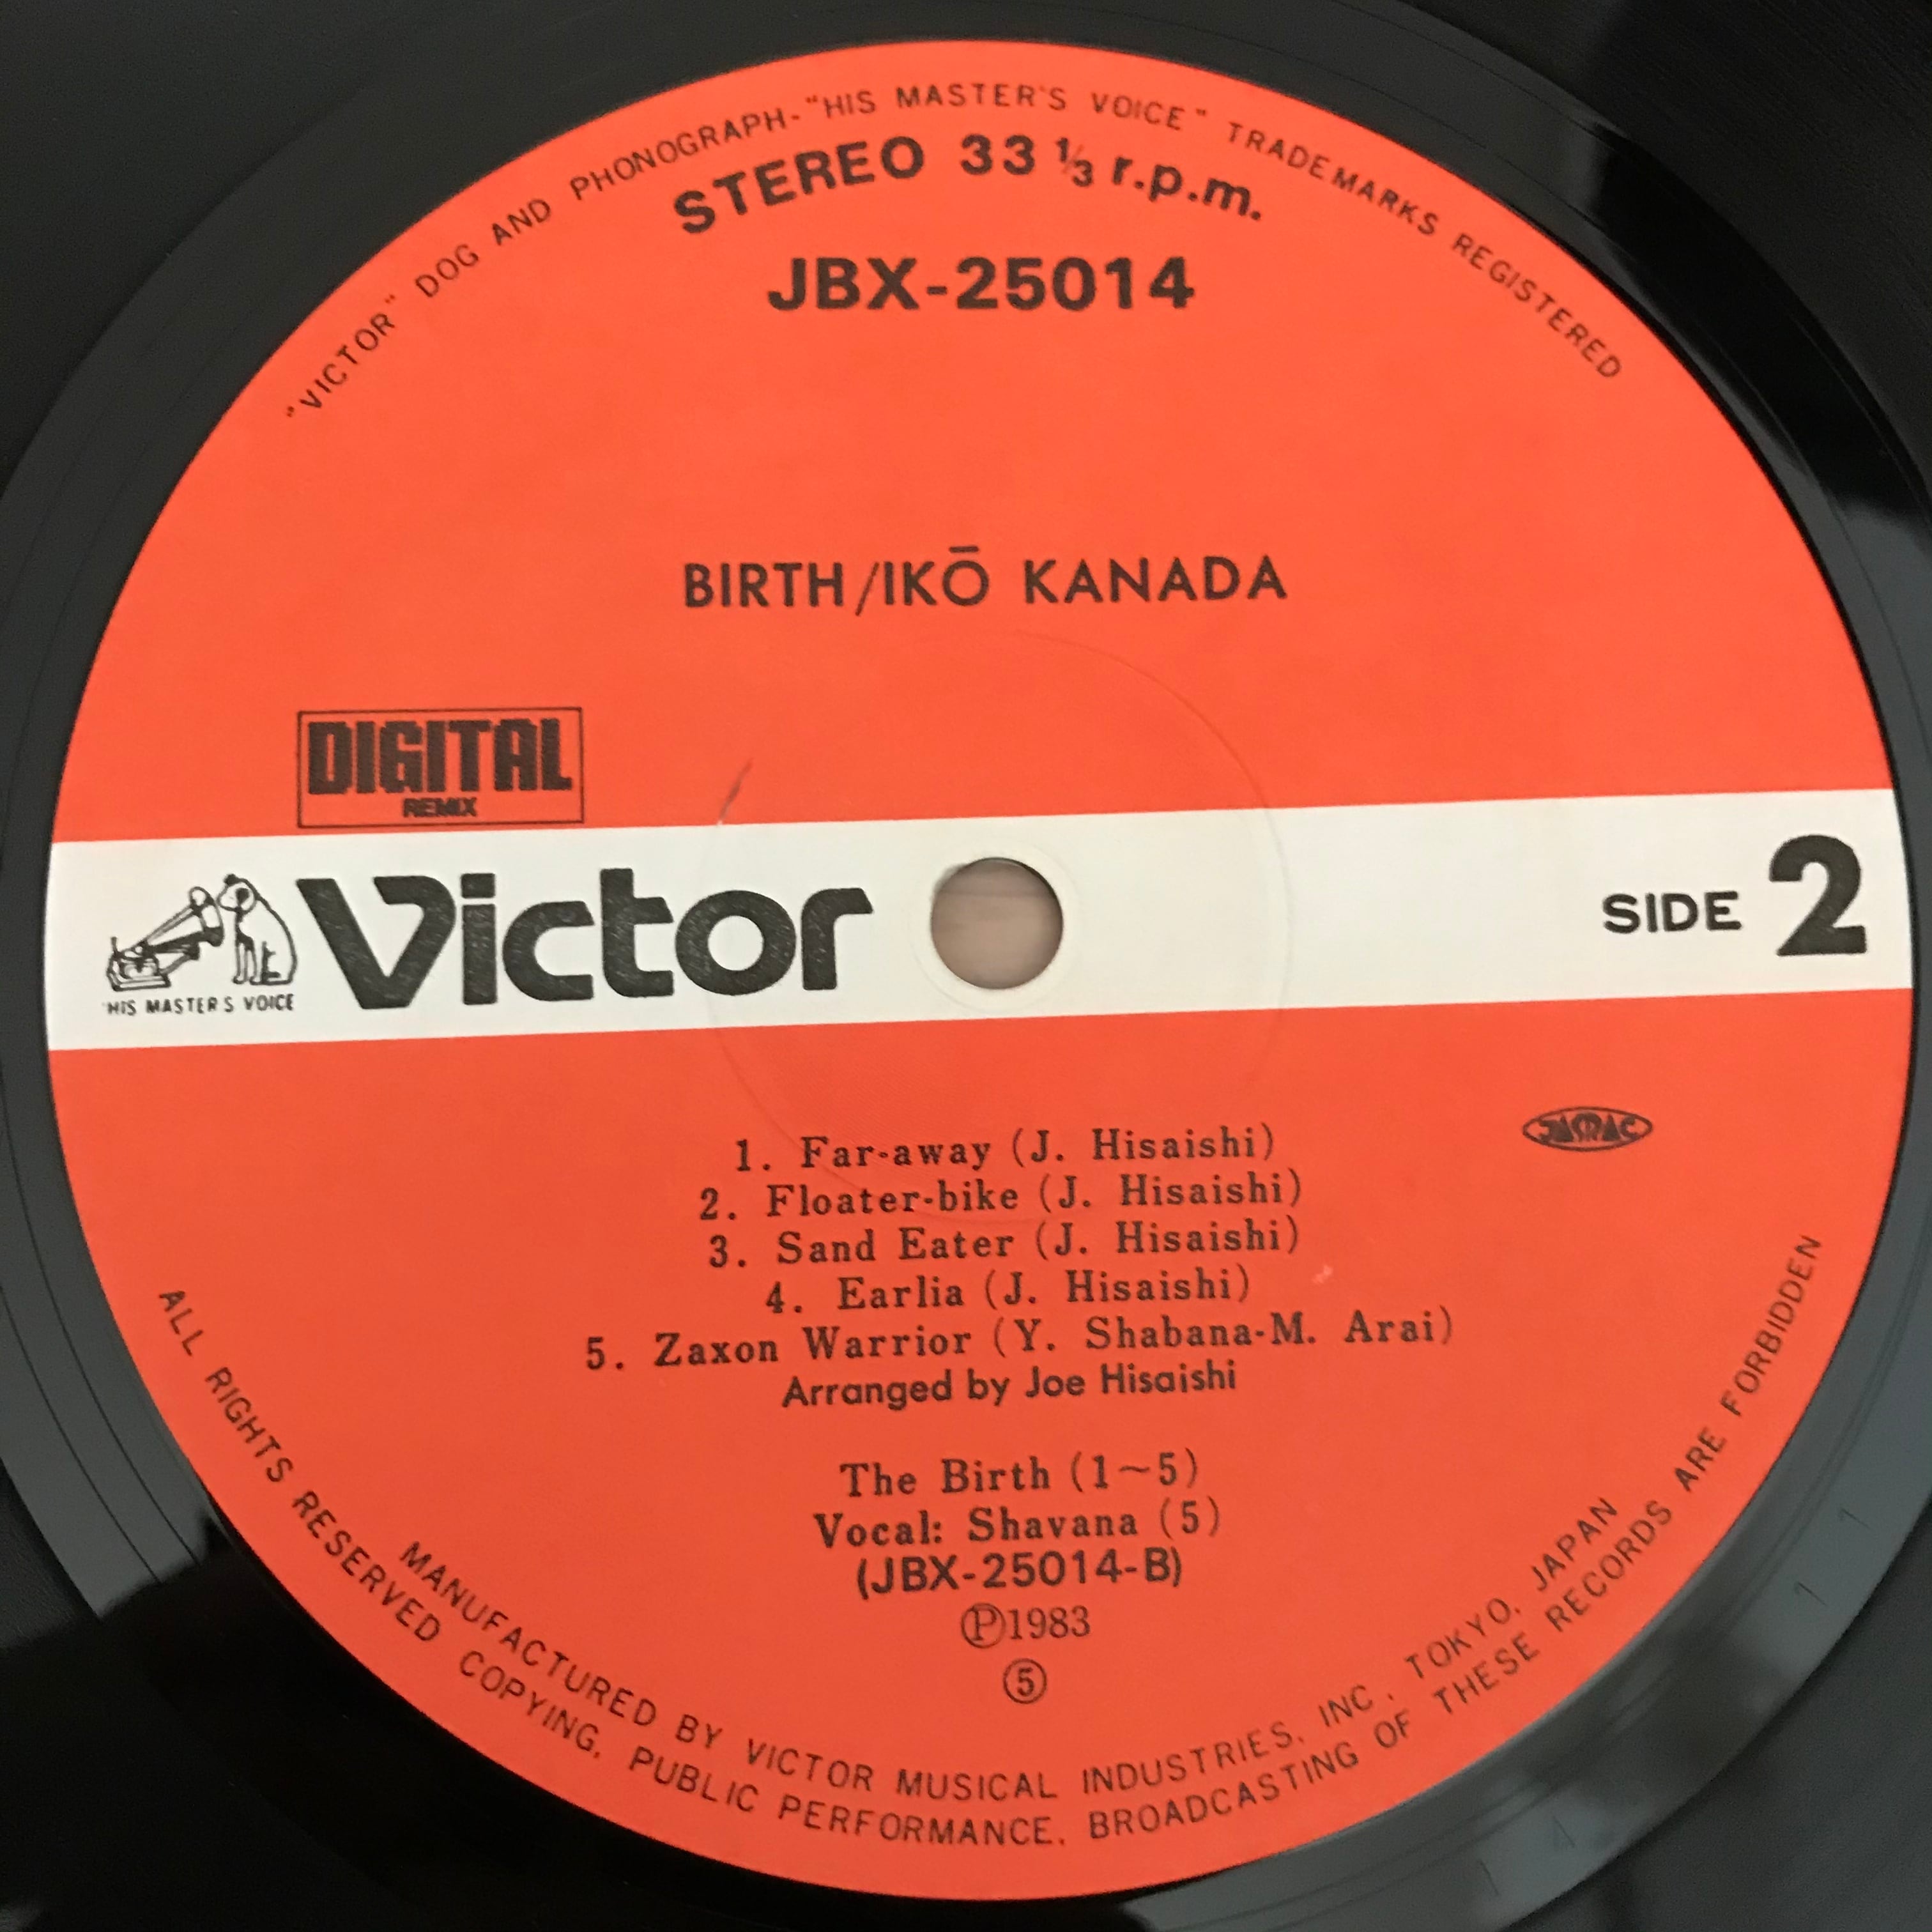 "VICTOR" DOG AND PHONOGRAPH-"HIS MASTER'S VOICE" TRADEMARKS REGISTERED
STEREO 33 ⅓ r.p.m.
JBX-25014
BIRTH/IKŌ KANADA
DIGITAL
REMIX
Victor
"HIS MASTER'S VOICE
SIDE 2
JASRAC
1. Far-away (J. Hisaishi)
2. Floater-bike (J. Hisaishi)
3. Sand Eater (J. Hisaishi)
4. Earlia (J. Hisaishi)
5. Zaxon Warrior (Y. Shabana-M. Arai)
Arranged by Joe Hisaishi
The Birth (1~5)
Vocal: Shavana (5)
(JBX-25014-B)
Ⓟ1983
⑤
MANUFACTURED BY VICTOR MUSICAL INDUSTRIES, INC., TOKYO, JAPAN
ALL RIGHTS RESERVED COPYING, PUBLIC PERFORMANCE, BROADCASTING OF THESE RECORDS ARE FORBIDDEN